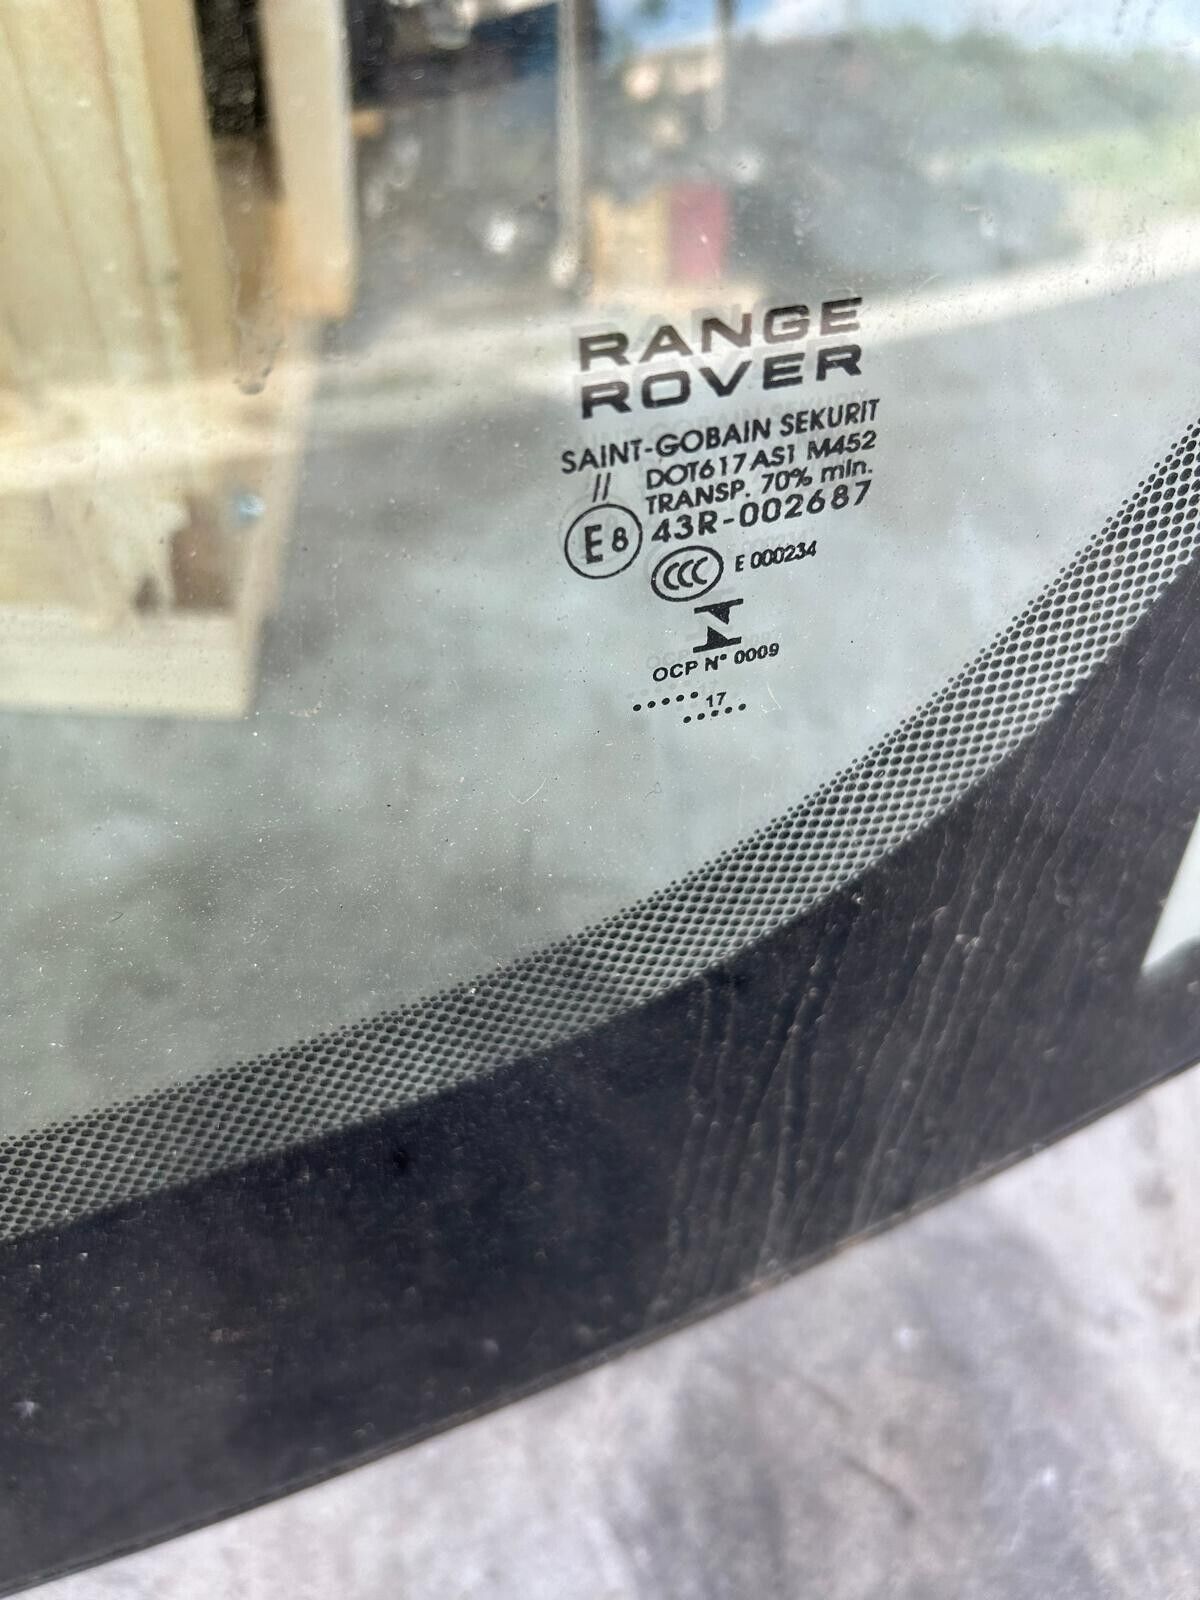 RANGE
ROVER
SAINT-GOBAIN SEKURIT
// DOT617 AS1 M452
TRANSP. 70% min.
E8 43R-002687
CCC E 000234
OCP N° 0009
..... 17
.....